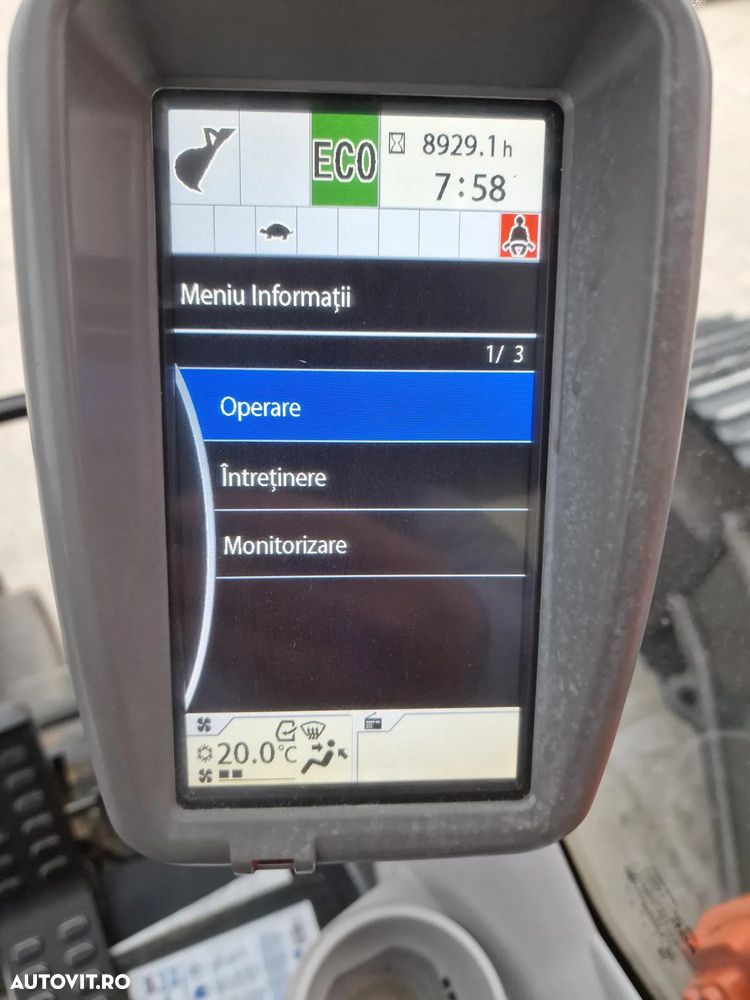 ECO
8929.1 h
7:58
Meniu Informații
1/ 3
Operare
Întreținere
Monitorizare
20.0°C
AUTOVIT.RO